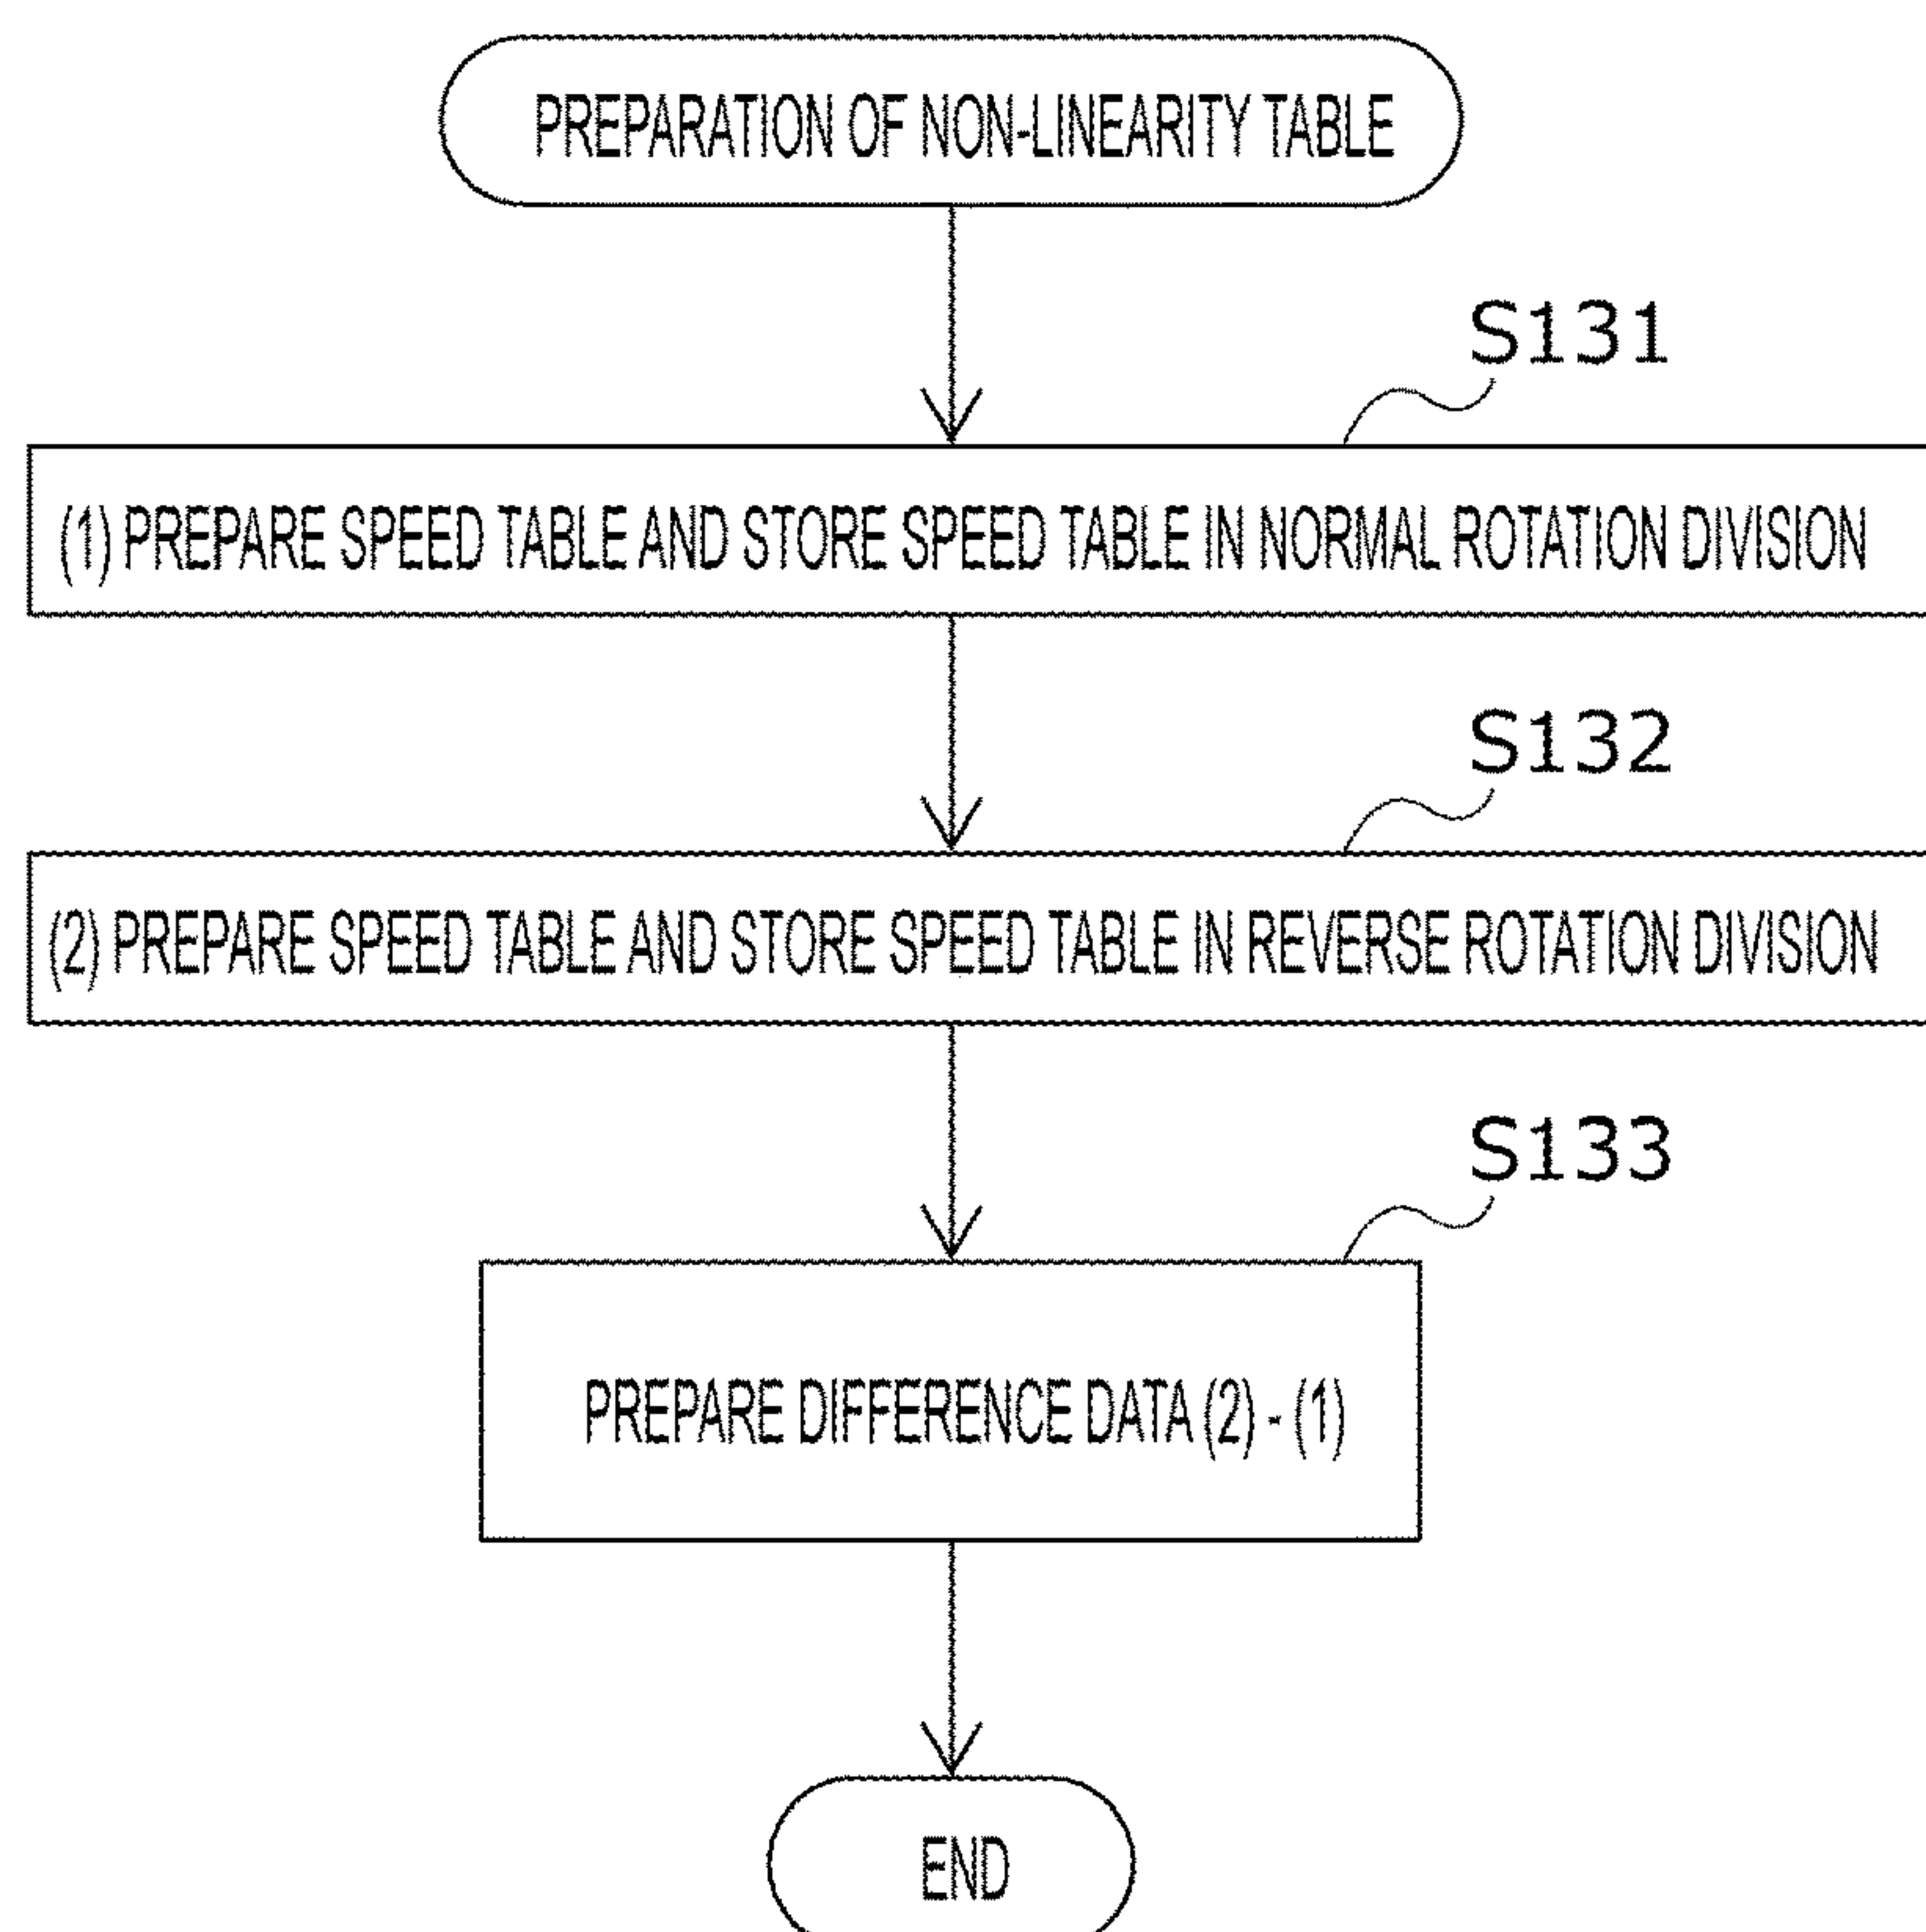 PREPARATION OF NON-LINEARITY TABLE
S131
(1) PREPARE SPEED TABLE AND STORE SPEED TABLE IN NORMAL ROTATION DIVISION
S132
(2) PREPARE SPEED TABLE AND STORE SPEED TABLE IN REVERSE ROTATION DIVISION
S133
PREPARE DIFFERENCE DATA (2) - (1)
END